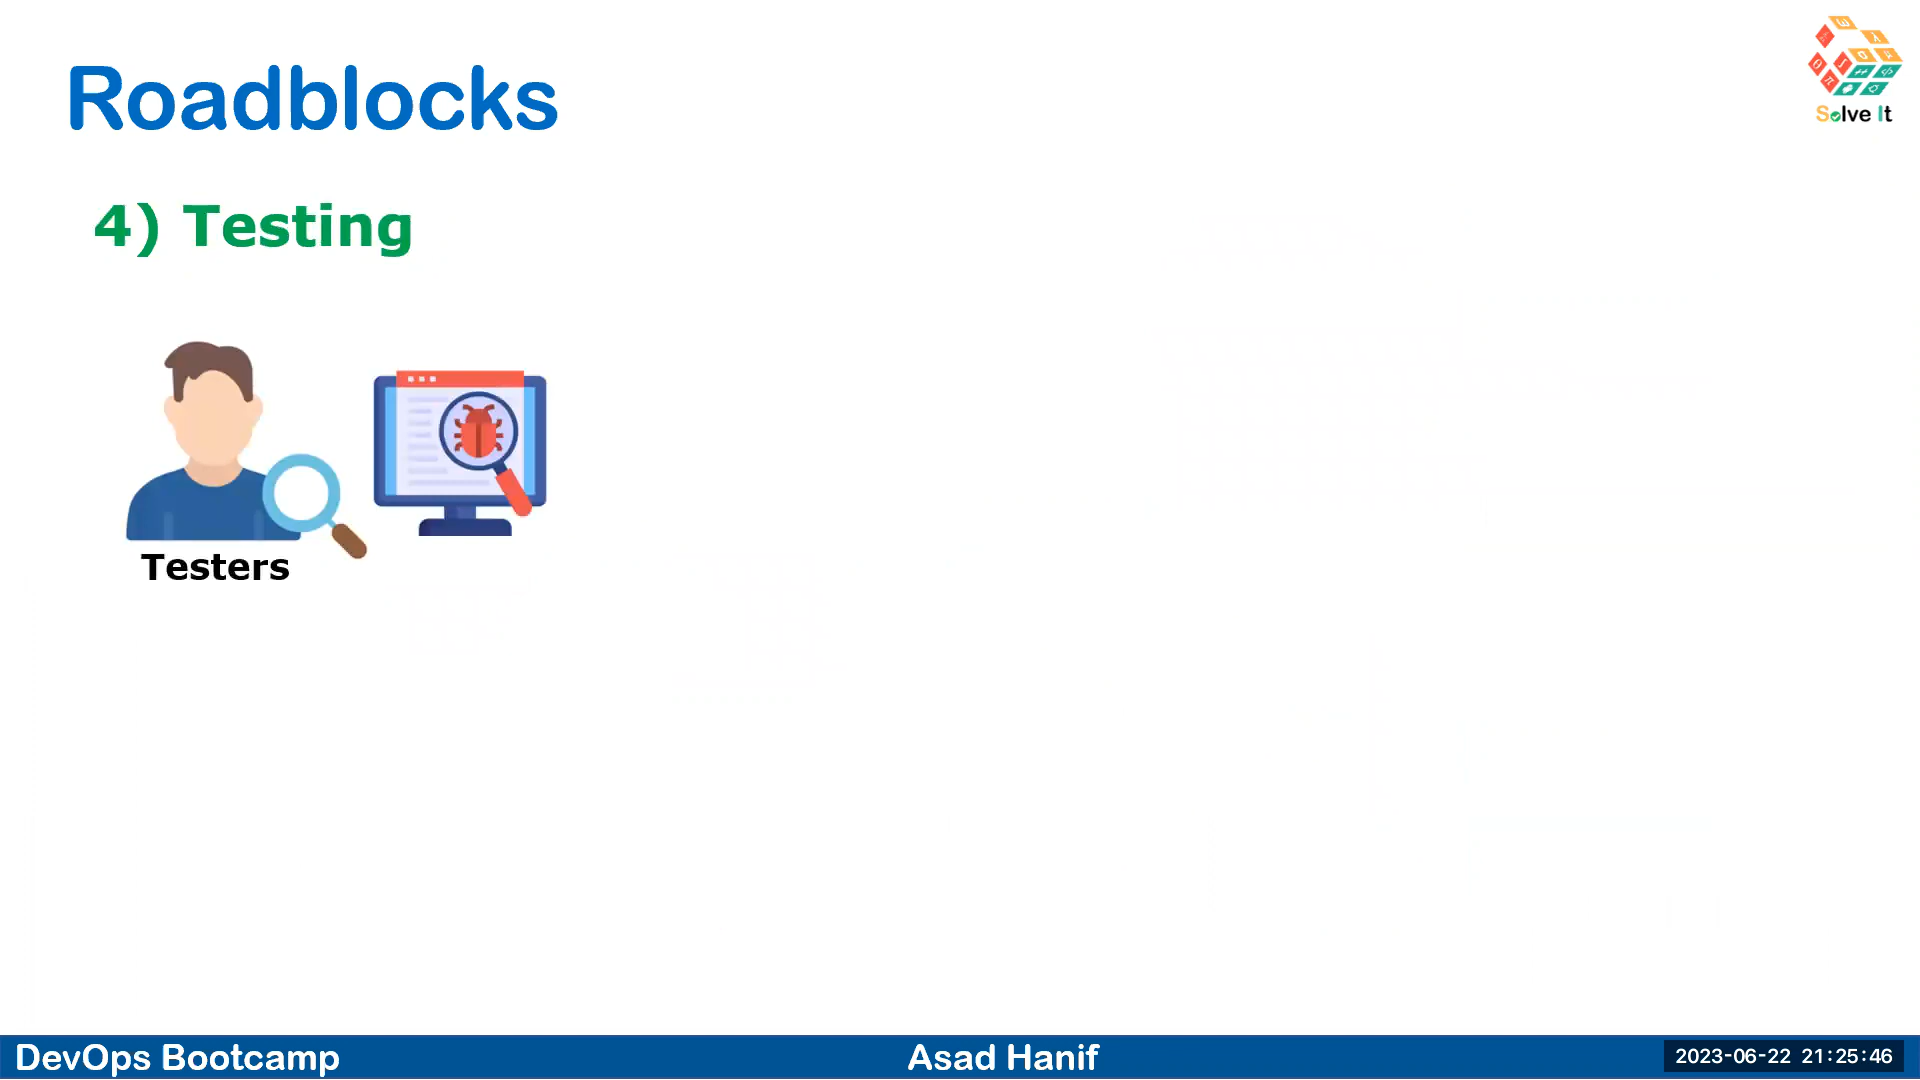 Roadblocks
Solve It
4) Testing
Testers
DevOps Bootcamp
Asad Hanif
2023-06-22 21:25:46